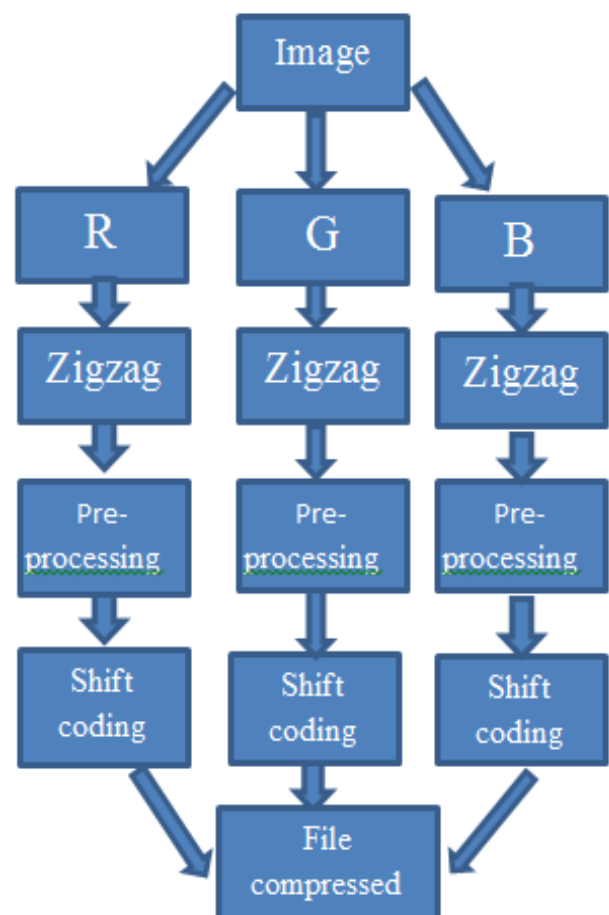 Image
R
G
B
Zigzag
Zigzag
Zigzag
Pre-
processing
Pre-
processing
Pre-
processing
Shift
coding
Shift
coding
Shift
coding
File
compressed